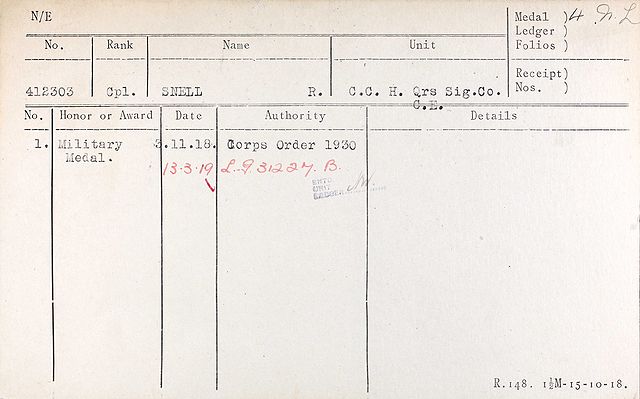 N/E
Medal ) 4 N. L
Ledger )
Folios )
No. Rank Name Unit
Receipt)
Nos. )
412303 Cpl. SNELL R. C.C. H. Qrs Sig.Co.
C.E.
No. Honor or Award Date Authority Details
1. Military 3.11.18. Corps Order 1930
Medal.
13.3.19 L.G. 31227. B.
UNIT
R.148. 1½M-15-10-18.